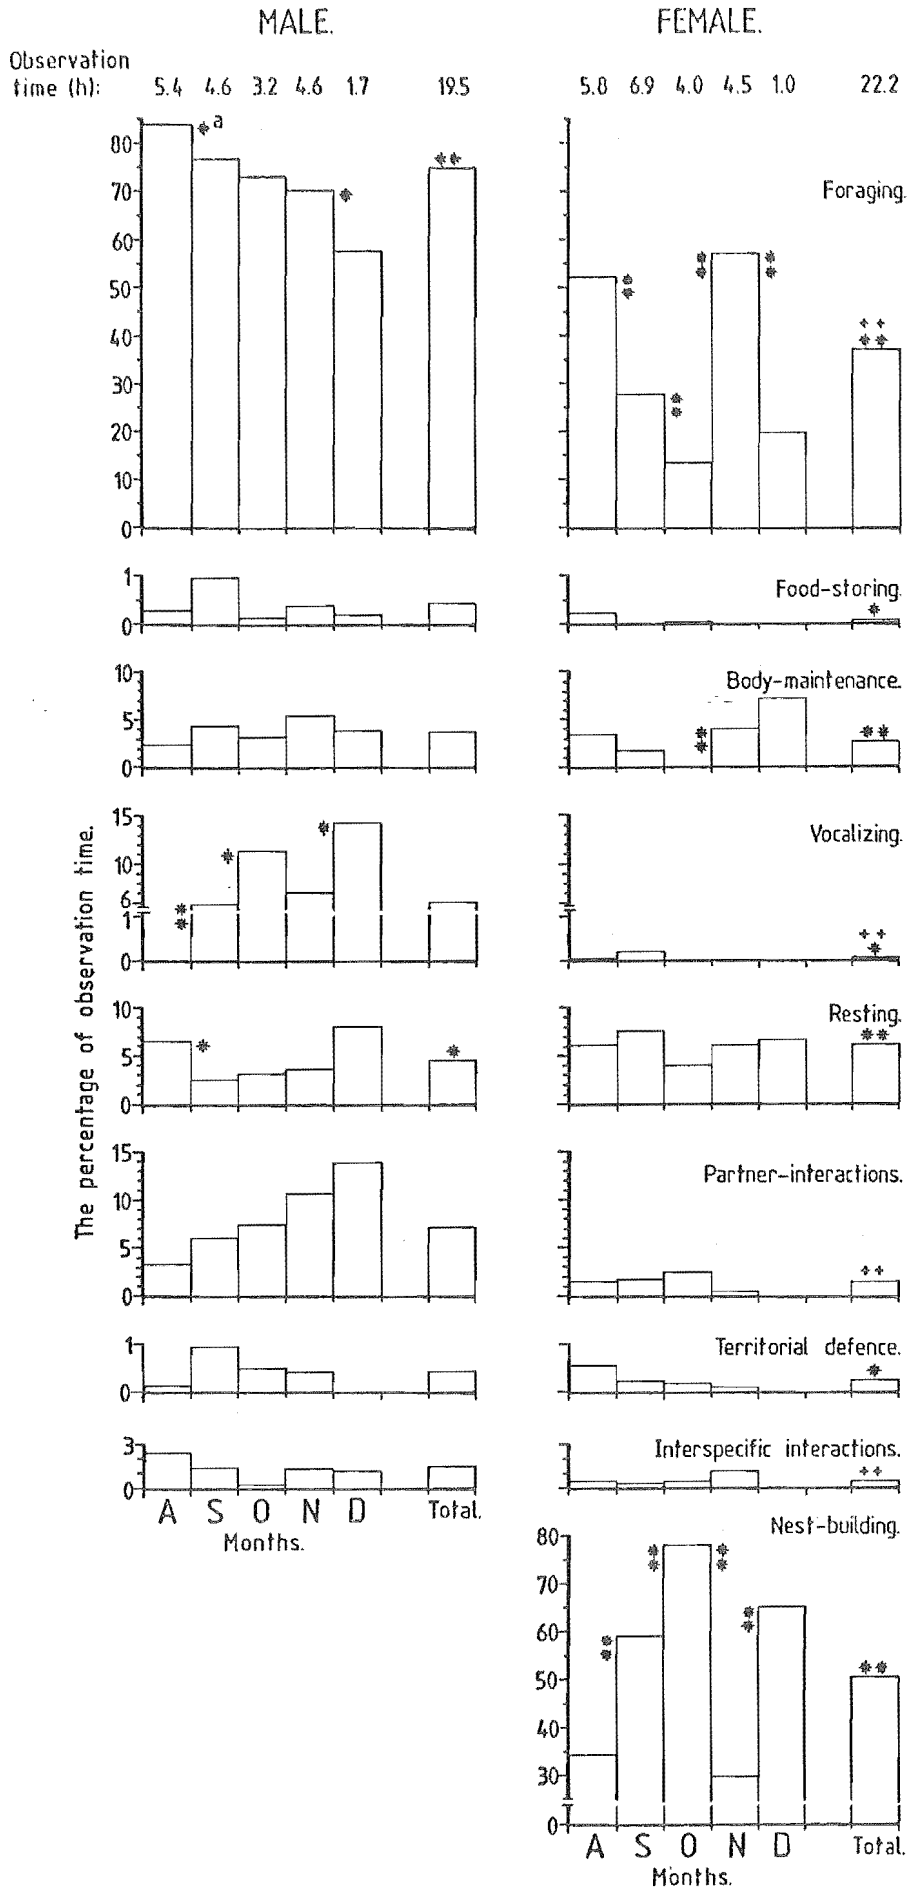 MALE. FEMALE.
Observation
time (h): 5.4 4.6 3.2 4.6 1.7 19.5 5.8 6.9 4.0 4.5 1.0 22.2
80
70
60
50
40
30
20
10
0
a
Foraging.
1
0
Food-storing.
10
5
0
Body-maintenance.
15
10
6
1
0
Vocalizing.
10
5
0
Resting.
15
10
5
0
Partner-interactions.
1
0
Territorial defence.
3
0
Interspecific interactions.
A S O N D Total.
Months.
The percentage of observation time.
Nest-building.
80
70
60
50
40
30
0
A S O N D Total.
Months.